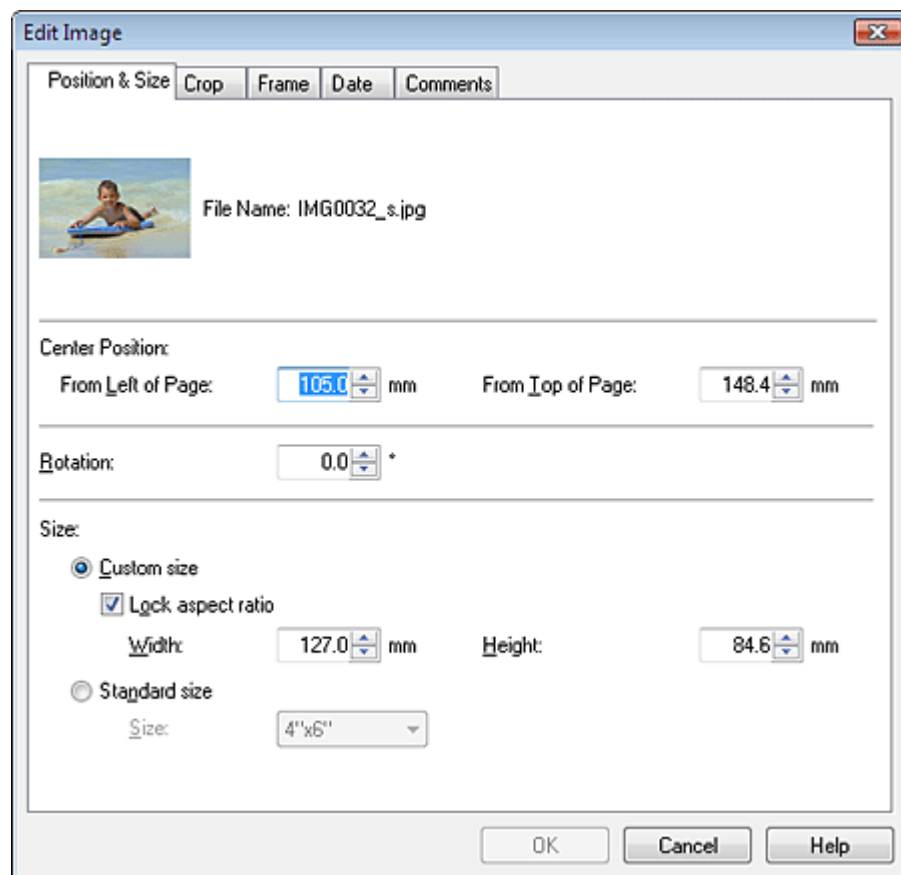 Edit Image
Position & Size Crop Frame Date Comments
File Name: IMG0032_s.jpg
Center Position:
From Left of Page: 105.0 mm From Top of Page: 148.4 mm
Rotation: 0.0 °
Size:
Custom size
Lock aspect ratio
Width: 127.0 mm Height: 84.6 mm
Standard size
Size: 4"x6"
OK Cancel Help